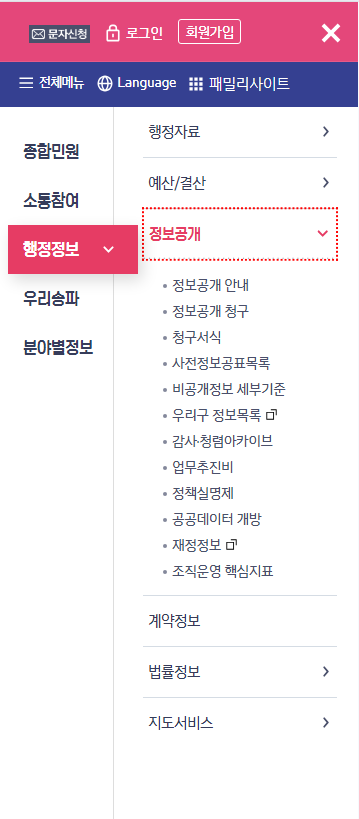 문자신청 로그인 회원가입
전체메뉴 Language 패밀리사이트
종합민원
소통참여
행정정보
우리송파
분야별정보
행정자료
예산/결산
정보공개
정보공개 안내
정보공개 청구
청구서식
사전정보공표목록
비공개정보 세부기준
우리구 정보목록
감사·청렴아카이브
업무추진비
정책실명제
공공데이터 개방
재정정보
조직운영 핵심지표
계약정보
법률정보
지도서비스